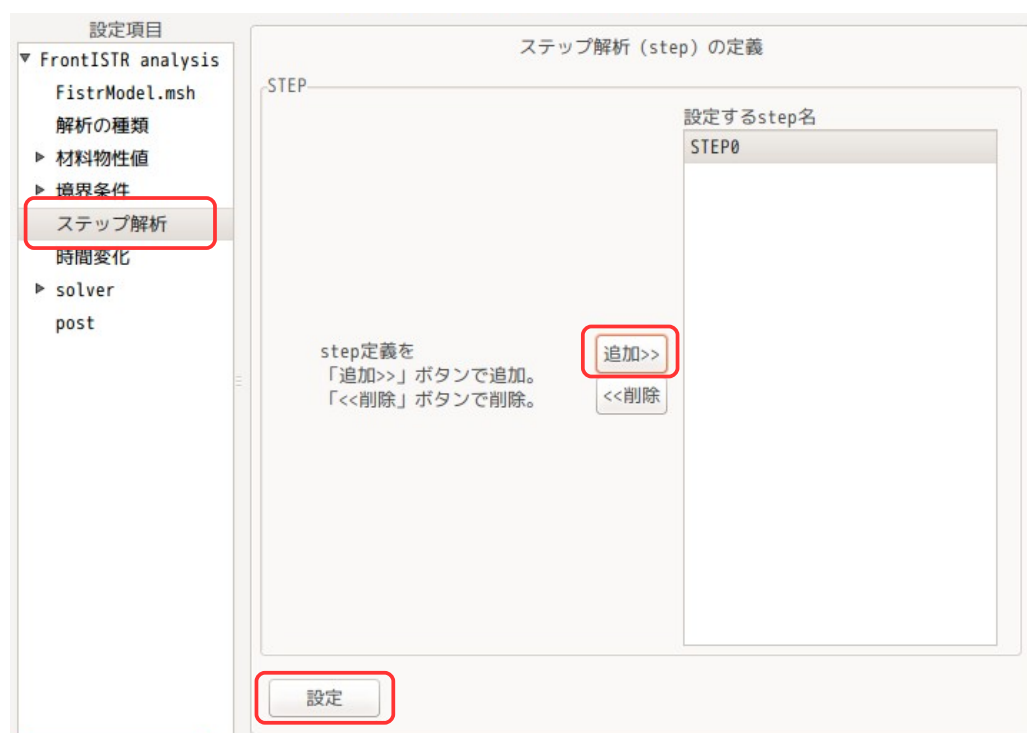 設定項目
FrontISTR analysis
FistrModel.msh
解析の種類
材料物性値
境界条件
ステップ解析
時間変化
solver
post
ステップ解析 (step) の定義
STEP
設定するstep名
STEP0
step定義を
「追加>>」ボタンで追加。
「<<削除」ボタンで削除。
追加>>
<<削除
設定